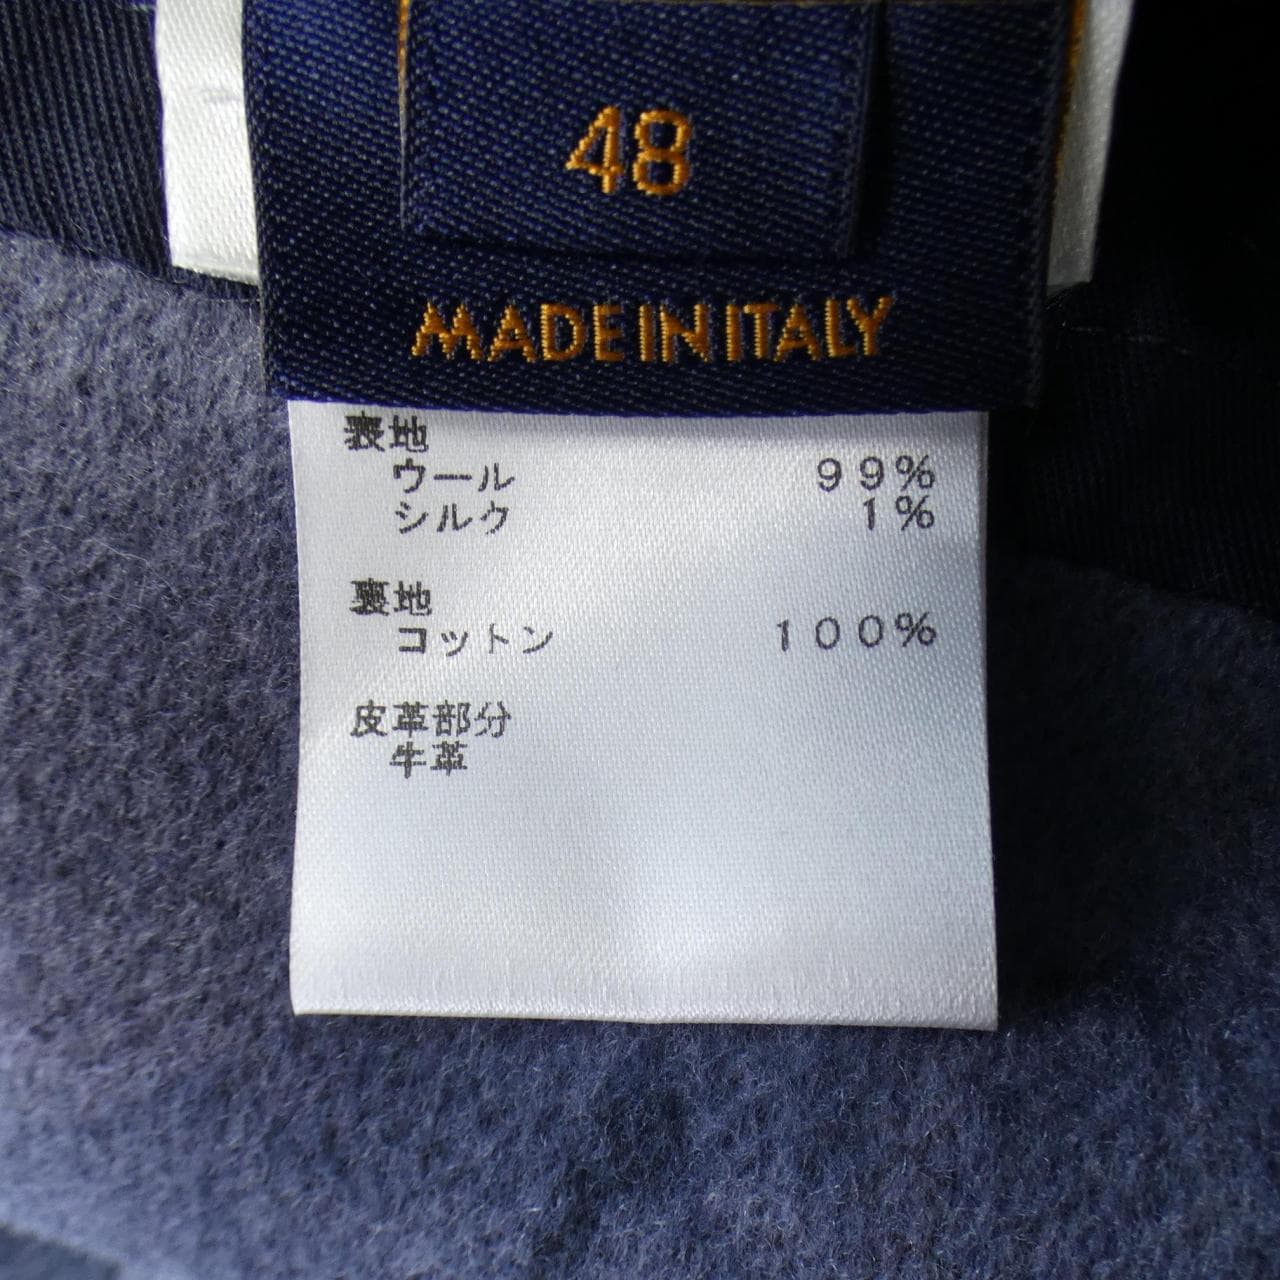 48
MADE IN ITALY
表地
ウール 99%
シルク 1%
裏地
コットン 100%
皮革部分
牛革